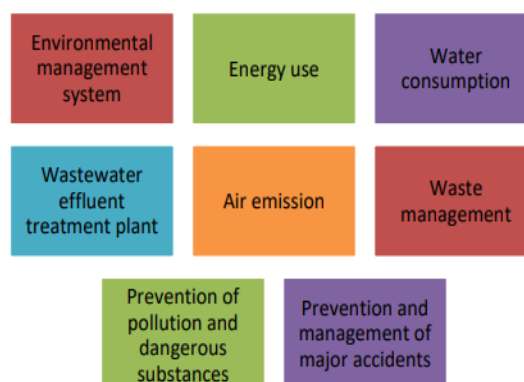 Environmental
management
system
Energy use
Water
consumption
Wastewater
effluent
treatment plant
Air emission
Waste
management
Prevention of
pollution and
dangerous
substances
Prevention and
management of
major accidents